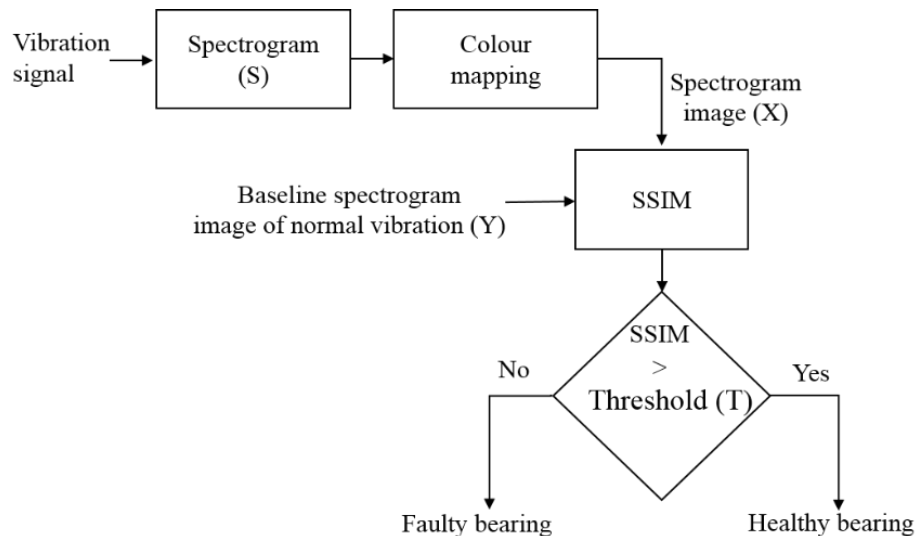 Vibration
signal
Spectrogram
(S)
Colour
mapping
Spectrogram
image (X)
Baseline spectrogram
image of normal vibration (Y)
SSIM
SSIM
>
Threshold (T)
No
Yes
Faulty bearing
Healthy bearing